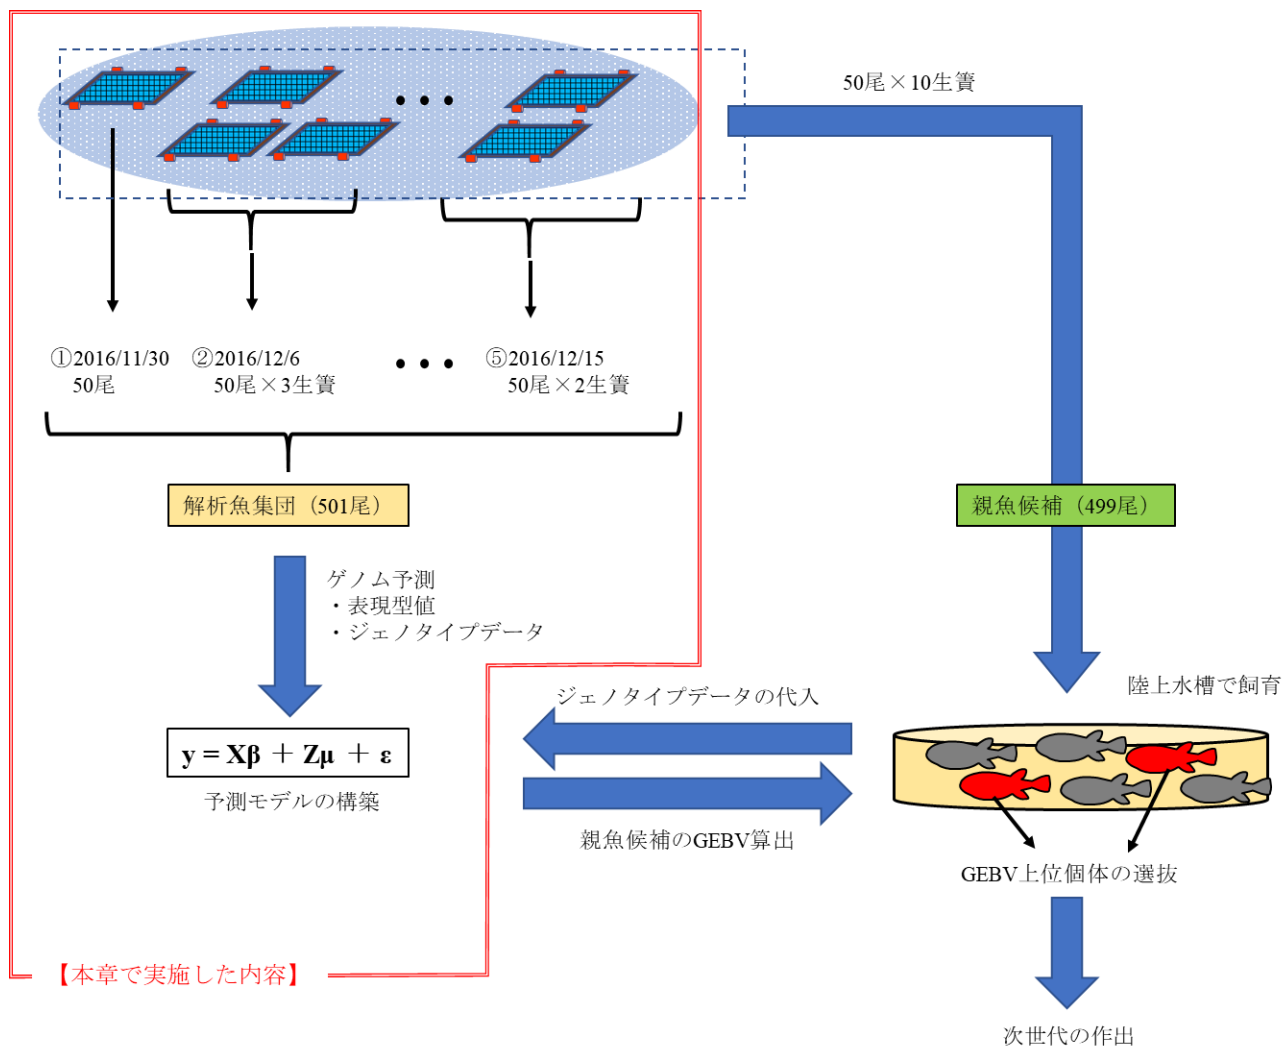 50尾×10生簀
①2016/11/30
50尾
②2016/12/6
50尾×3生簀
⑤2016/12/15
50尾×2生簀
解析魚集団（501尾）
親魚候補（499尾）
ゲノム予測
・表現型値
・ジェノタイプデータ
ジェノタイプデータの代入
陸上水槽で飼育
y = Xβ + Zμ + ε
予測モデルの構築
親魚候補のGEBV算出
GEBV上位個体の選抜
【本章で実施した内容】
次世代の作出